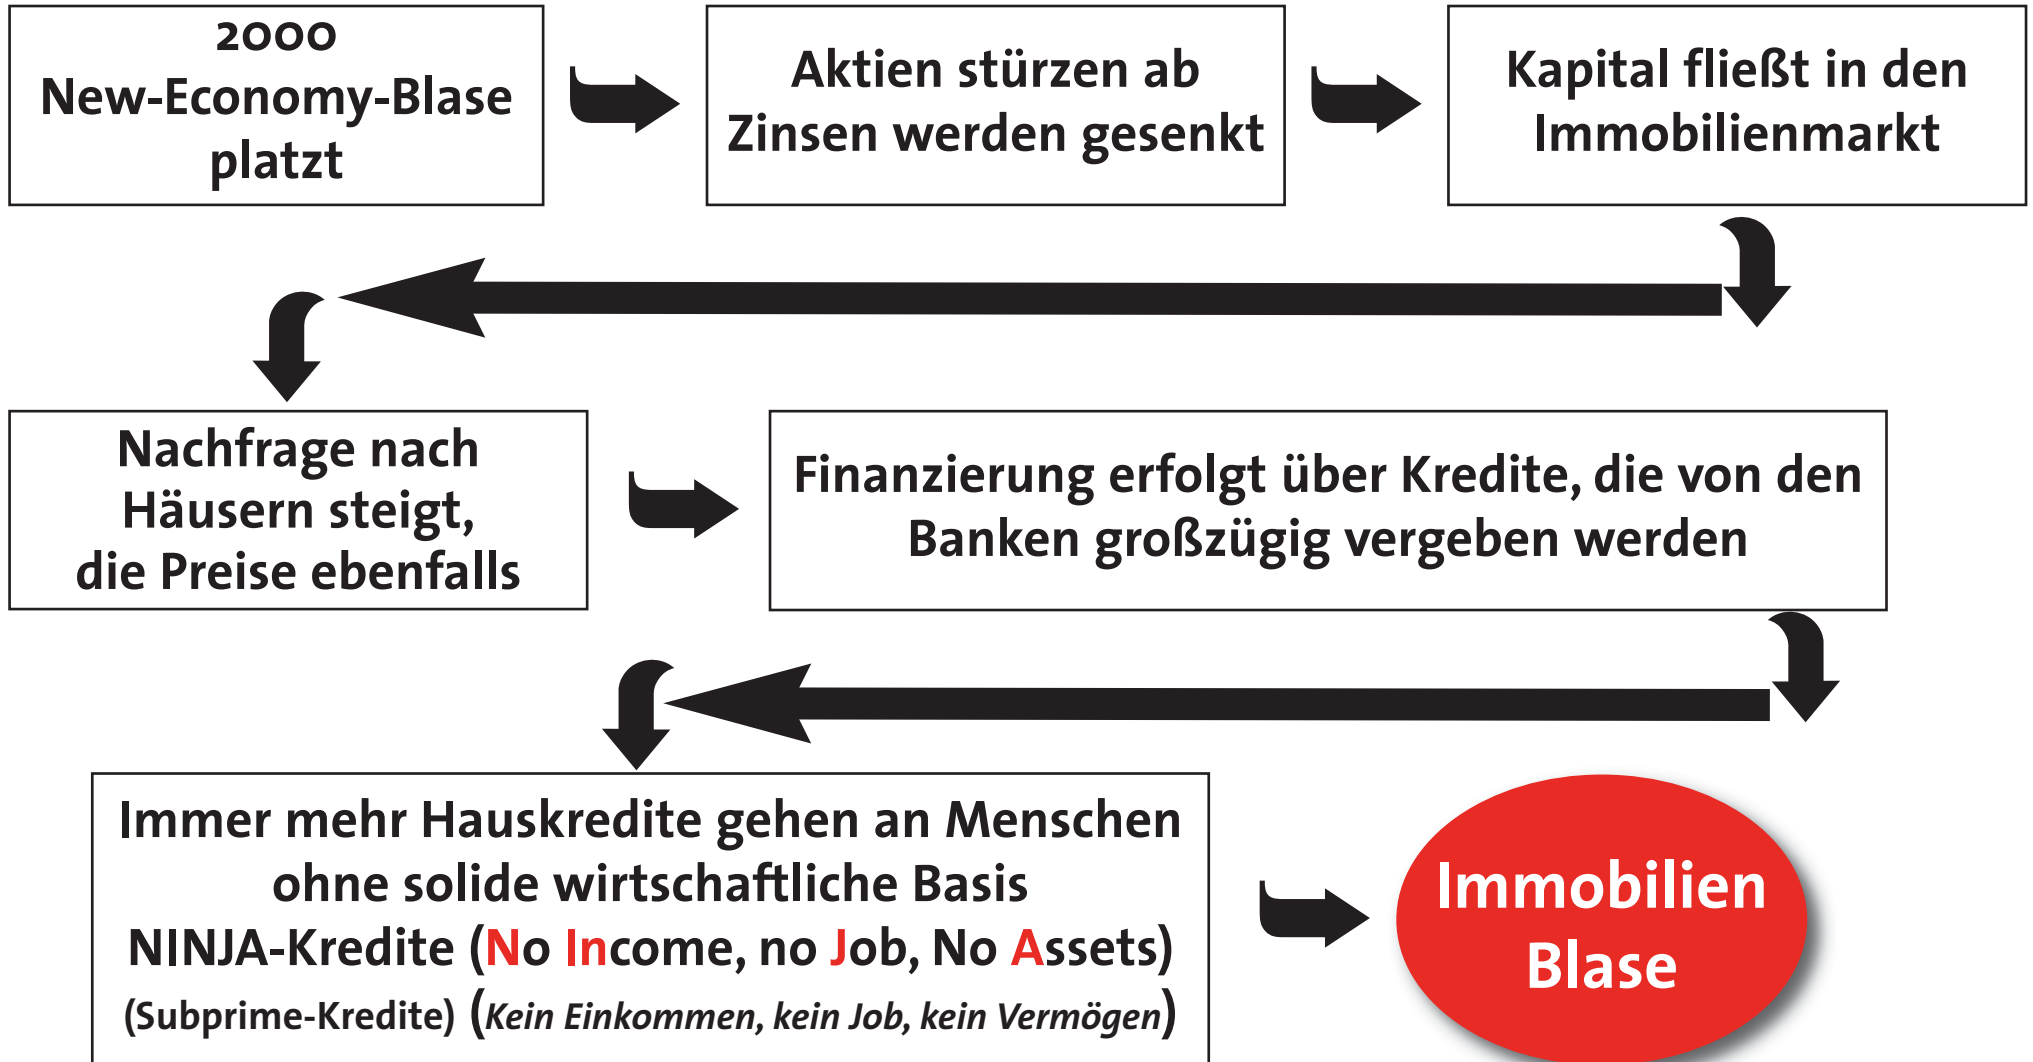 2000
New-Economy-Blase
platzt
Aktien stürzen ab
Zinsen werden gesenkt
Kapital fließt in den
Immobilienmarkt
Nachfrage nach
Häusern steigt,
die Preise ebenfalls
Finanzierung erfolgt über Kredite, die von den
Banken großzügig vergeben werden
Immer mehr Hauskredite gehen an Menschen
ohne solide wirtschaftliche Basis
NINJA-Kredite (No Income, no Job, No Assets)
(Subprime-Kredite) (Kein Einkommen, kein Job, kein Vermögen)
Immobilien
Blase